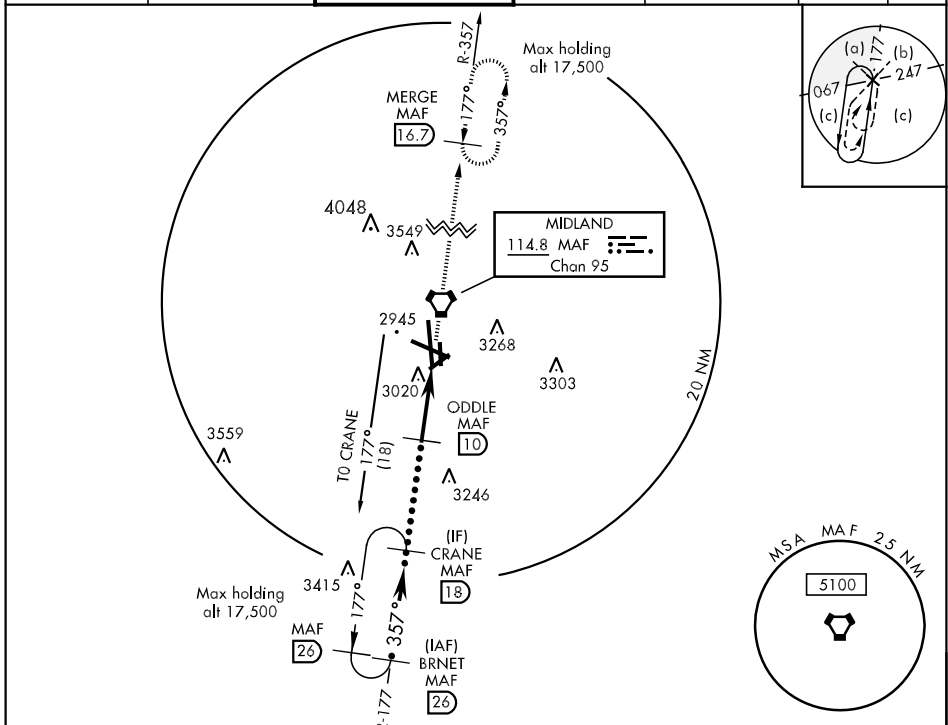 R-357
Max holding
alt 17,500
177°
357°
MERGE
MAF
16.7
(a)
177
(b)
067
247
(c)
(c)
4048
3549
MIDLAND
114.8 MAF
Chan 95
2945
3268
3020
3303
20 NM
ODDLE
MAF
10
TO CRANE
177°
(18)
3559
3246
(IF)
CRANE
MAF
18
3415
Max holding
alt 17,500
177°
357°
MAF
26
(IAF)
BRNET
MAF
26
R-177
MSA MAF 25 NM
5100